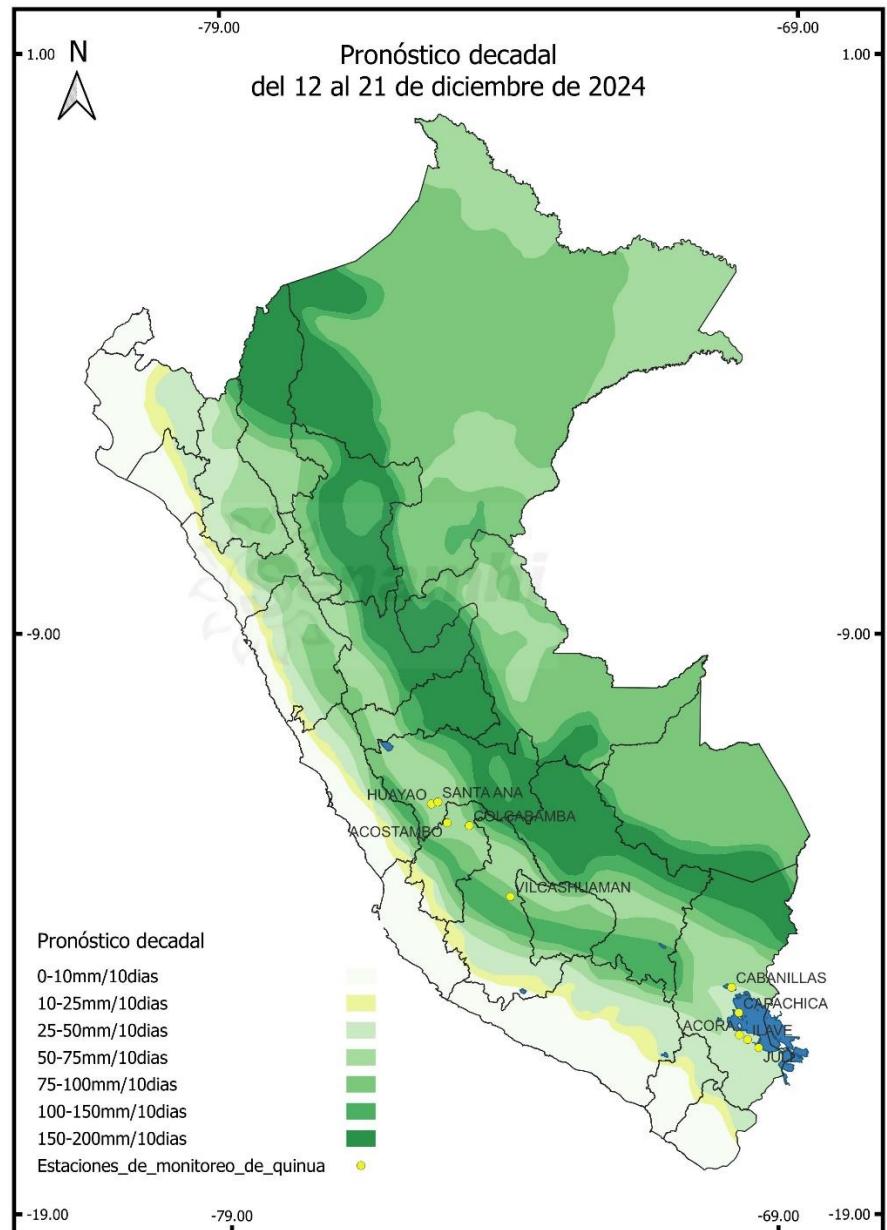 -79.00
-69.00
1.00
1.00
N
Pronóstico decadal
del 12 al 21 de diciembre de 2024
senamhi
-9.00
-9.00
HUAYAO
SANTA ANA
ACOSTAMBO
COLCABAMBA
VILCASHUAMAN
CABANILLAS
CAPACHICA
ACORA
ILAVE
JULI
Pronóstico decadal
0-10mm/10dias
10-25mm/10dias
25-50mm/10dias
50-75mm/10dias
75-100mm/10dias
100-150mm/10dias
150-200mm/10dias
Estaciones_de_monitoreo_de_quinua
-19.00
-79.00
-69.00
-19.00